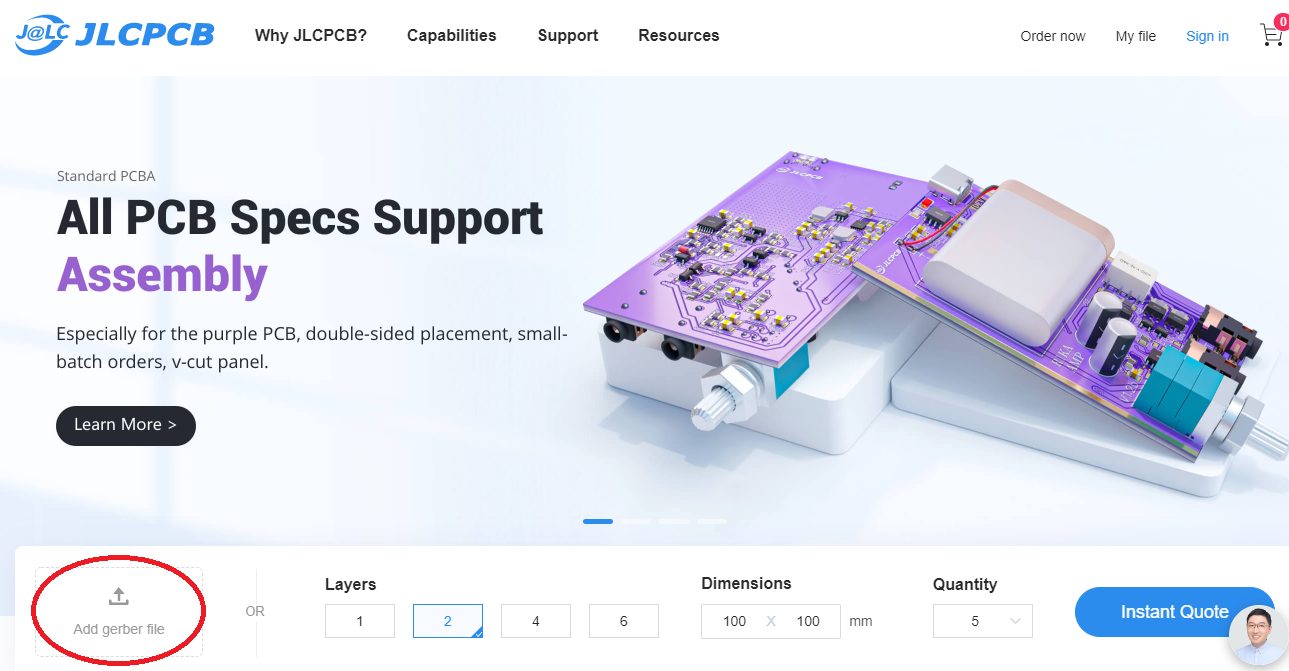 J@LC JLCPCB
Why JLCPCB? Capabilities Support Resources
Order now My file Sign in 0
Standard PCBA
All PCB Specs Support
Assembly
Especially for the purple PCB, double-sided placement, small-
batch orders, v-cut panel.
Learn More >
JLCPCB
JLCPCB
Add gerber file
OR
Layers
1 2 4 6
Dimensions
100 X 100 mm
Quantity
5
Instant Quote